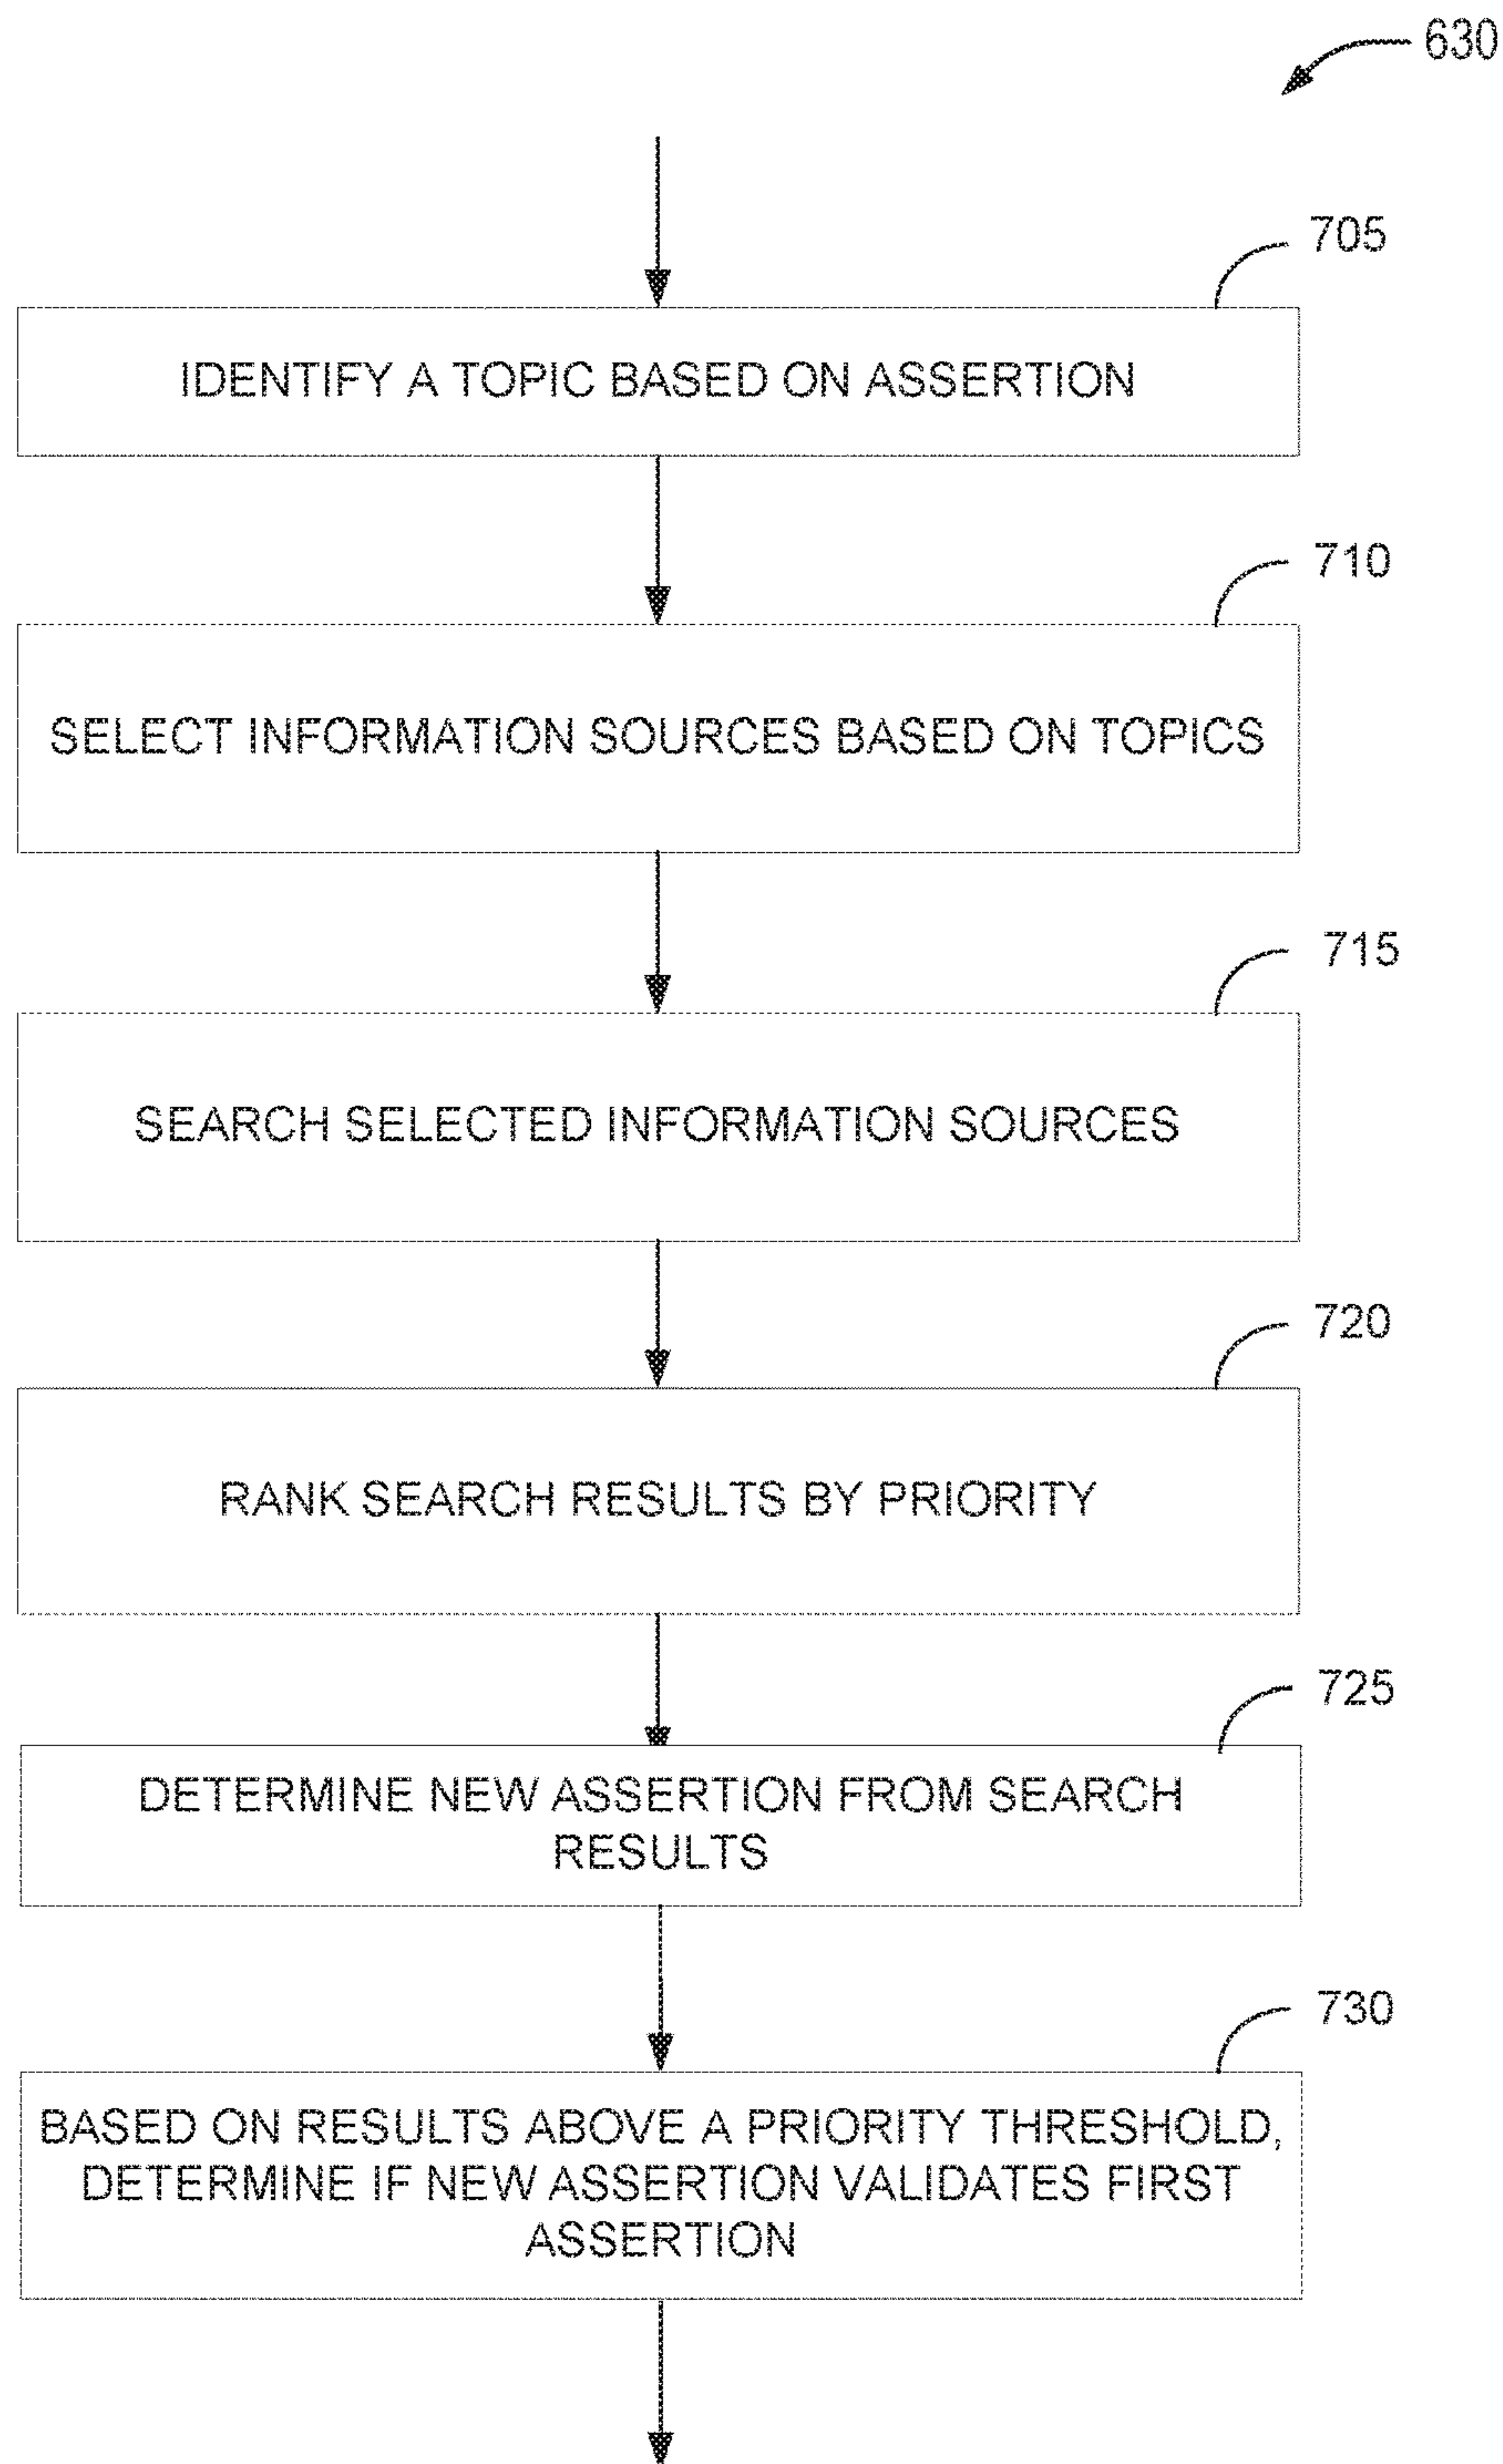 630
705
IDENTIFY A TOPIC BASED ON ASSERTION
710
SELECT INFORMATION SOURCES BASED ON TOPICS
715
SEARCH SELECTED INFORMATION SOURCES
720
RANK SEARCH RESULTS BY PRIORITY
725
DETERMINE NEW ASSERTION FROM SEARCH
RESULTS
730
BASED ON RESULTS ABOVE A PRIORITY THRESHOLD,
DETERMINE IF NEW ASSERTION VALIDATES FIRST
ASSERTION